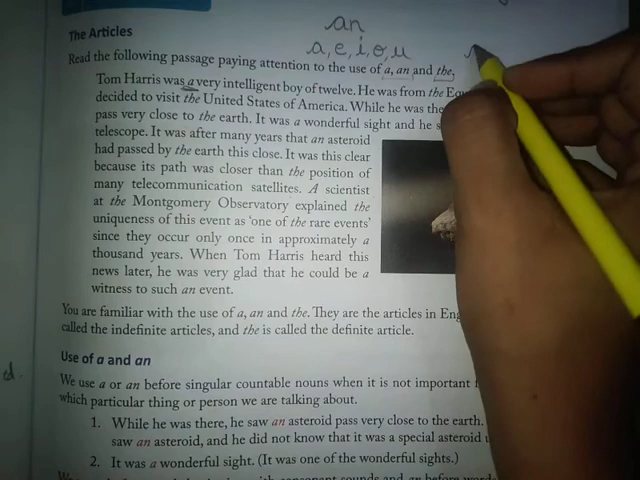 an
a, e, i, o, u
The Articles
Read the following passage paying attention to the use of a, an and the.
Tom Harris was a very intelligent boy of twelve. He was from the
decided to visit the United States of America. While he was
pass very close to the earth. It was a wonderful sight and he
telescope. It was after many years that an asteroid
had passed by the earth this close. It was this clear
because its path was closer than the position of
many telecommunication satellites. A scientist
at the Montgomery Observatory explained the
uniqueness of this event as 'one of the rare events'
since they occur only once in approximately a
thousand years. When Tom Harris heard this
news later, he was very glad that he could be a
witness to such an event.
You are familiar with the use of a, an and the. They are the articles in
called the indefinite articles, and the is called the definite article.
Use of a and an
We use a or an before singular countable nouns when it is not important
which particular thing or person we are talking about.
1. While he was there, he saw an asteroid pass very close to the earth.
saw an asteroid, and he did not know that it was a special asteroid
2. It was a wonderful sight. (It was one of the wonderful sights.)